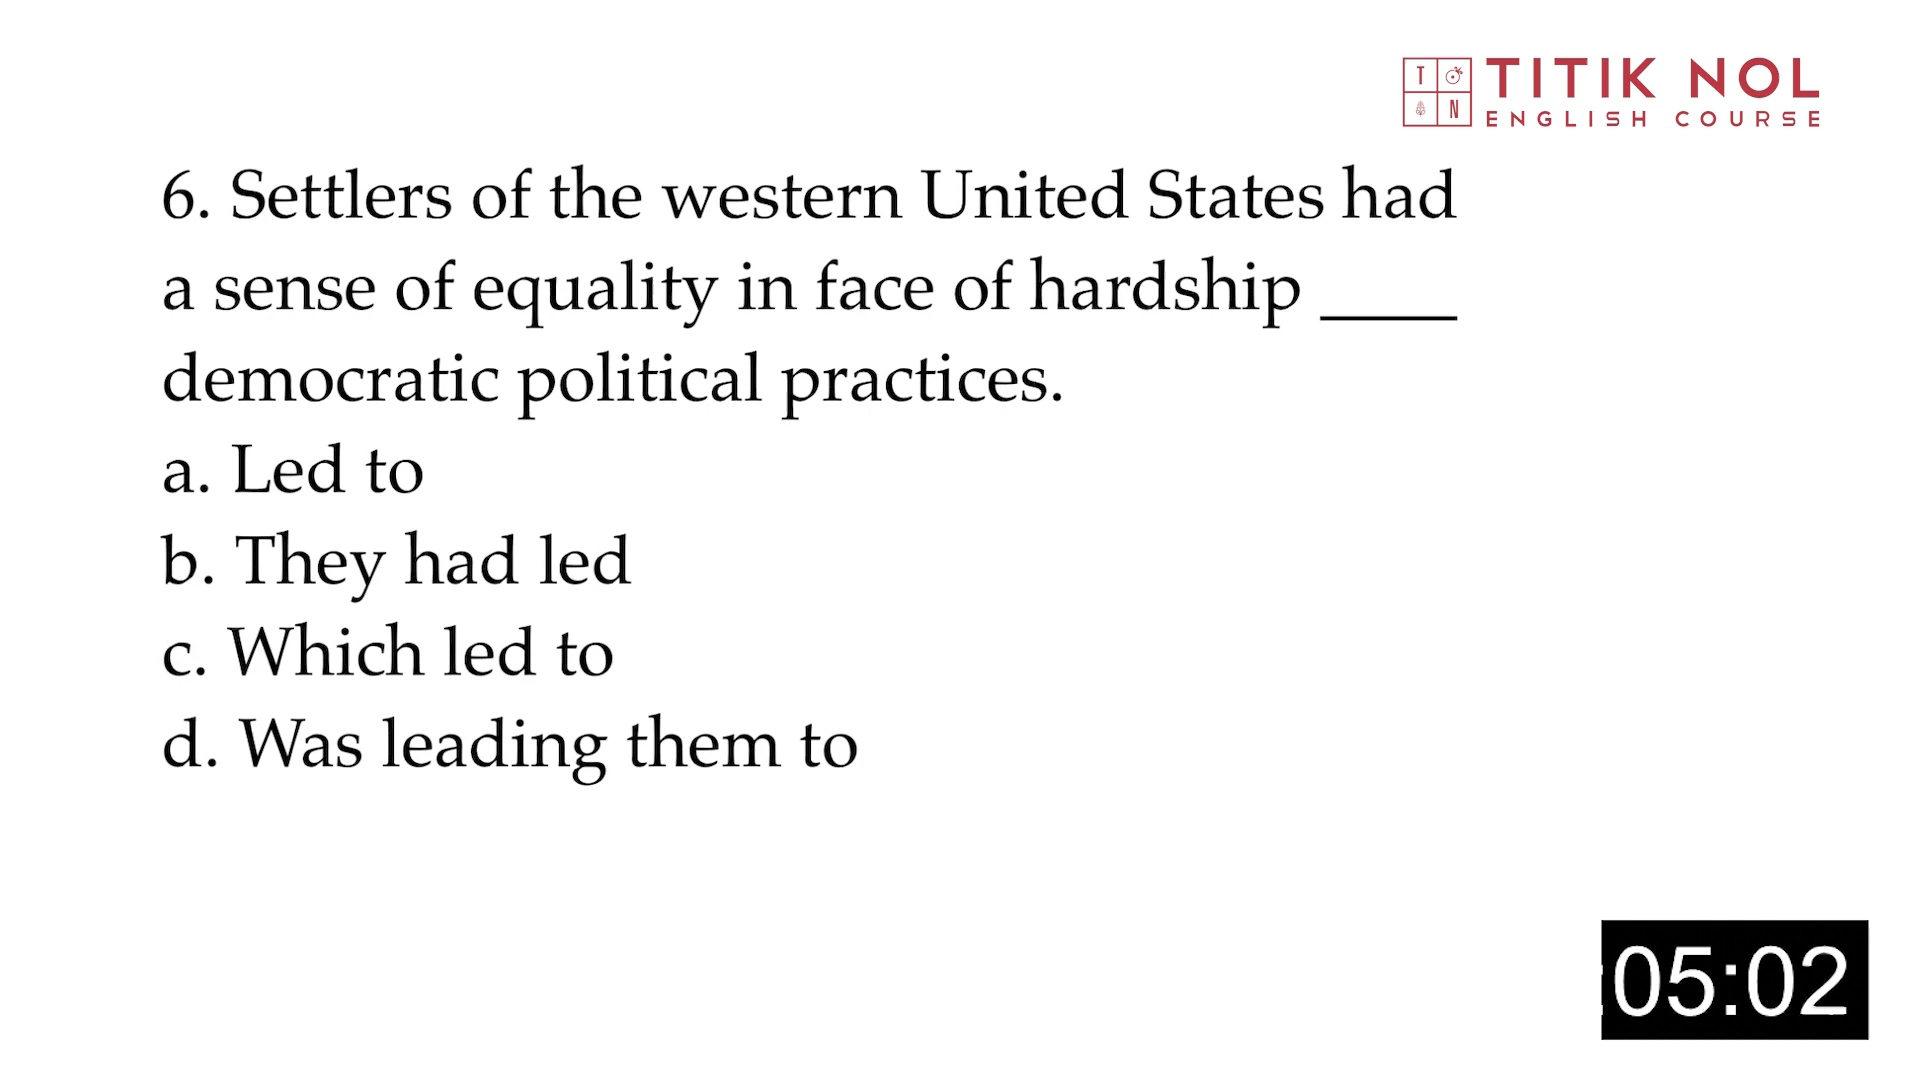 T
N
TITIK NOL
ENGLISH COURSE
6. Settlers of the western United States had
a sense of equality in face of hardship ____
democratic political practices.
a. Led to
b. They had led
c. Which led to
d. Was leading them to
:05:02